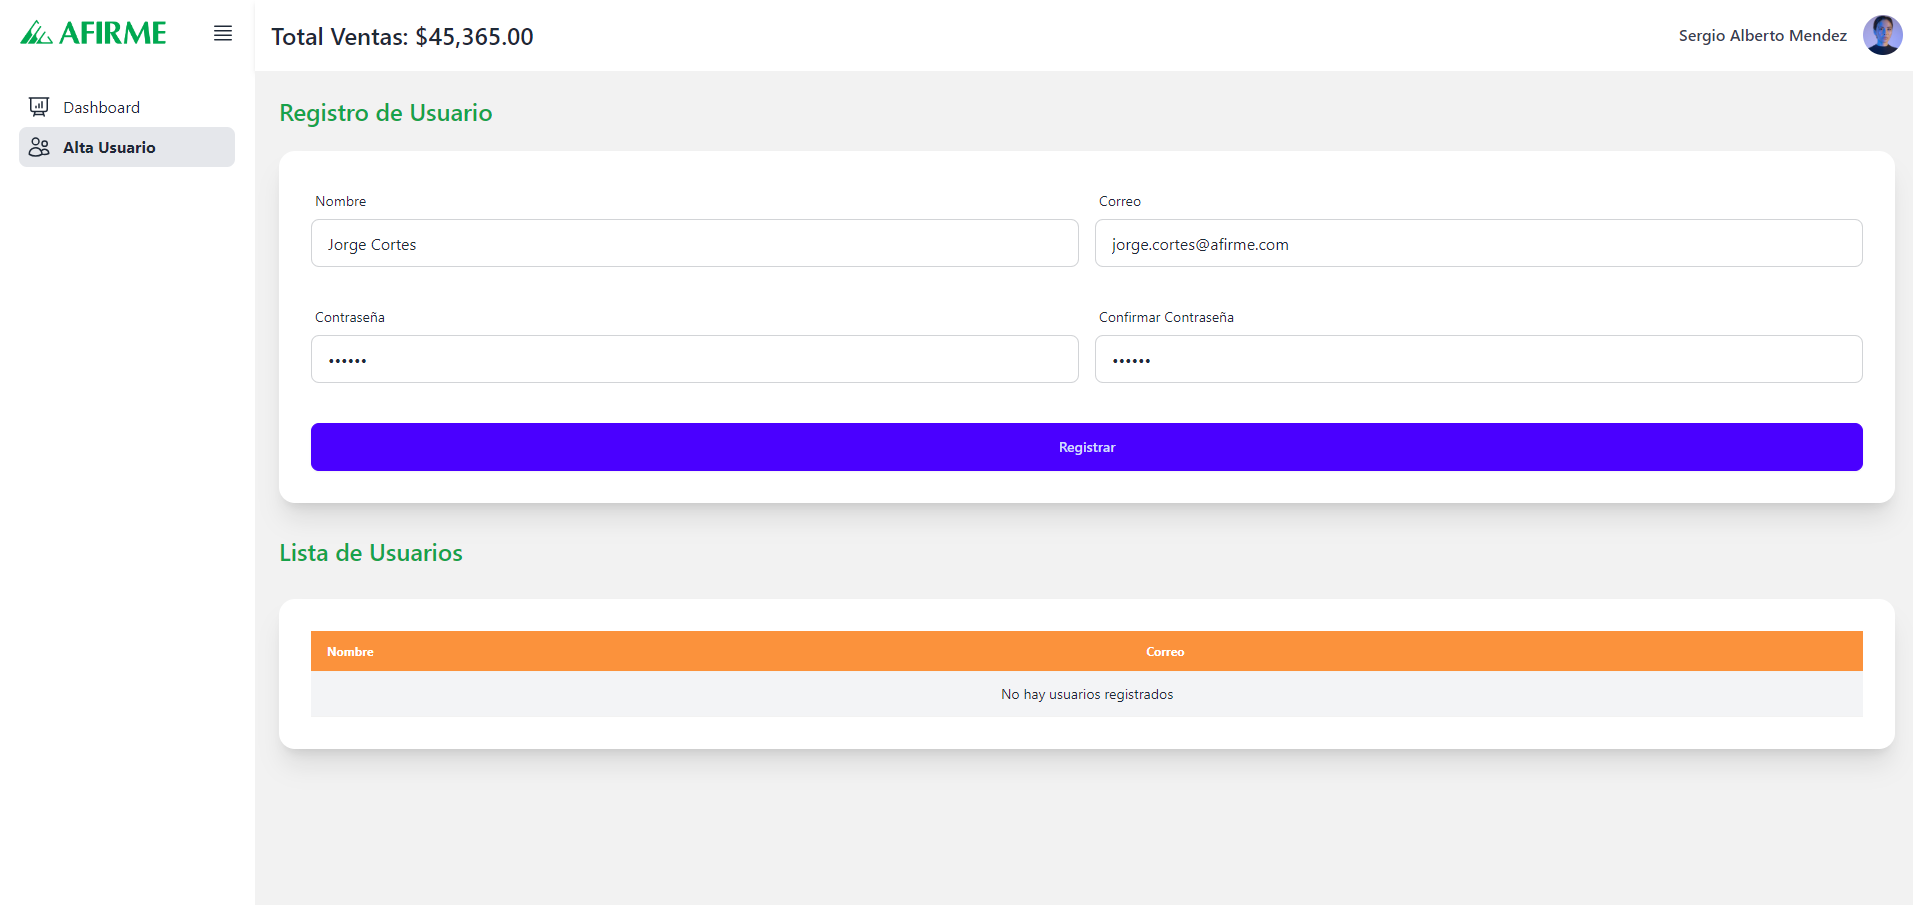 AFIRME
Total Ventas: $45,365.00
Sergio Alberto Mendez
Dashboard
Alta Usuario
Registro de Usuario
Nombre
Correo
Jorge Cortes
jorge.cortes@afirme.com
Contraseña
Confirmar Contraseña
••••••
••••••
Registrar
Lista de Usuarios
Nombre
Correo
No hay usuarios registrados